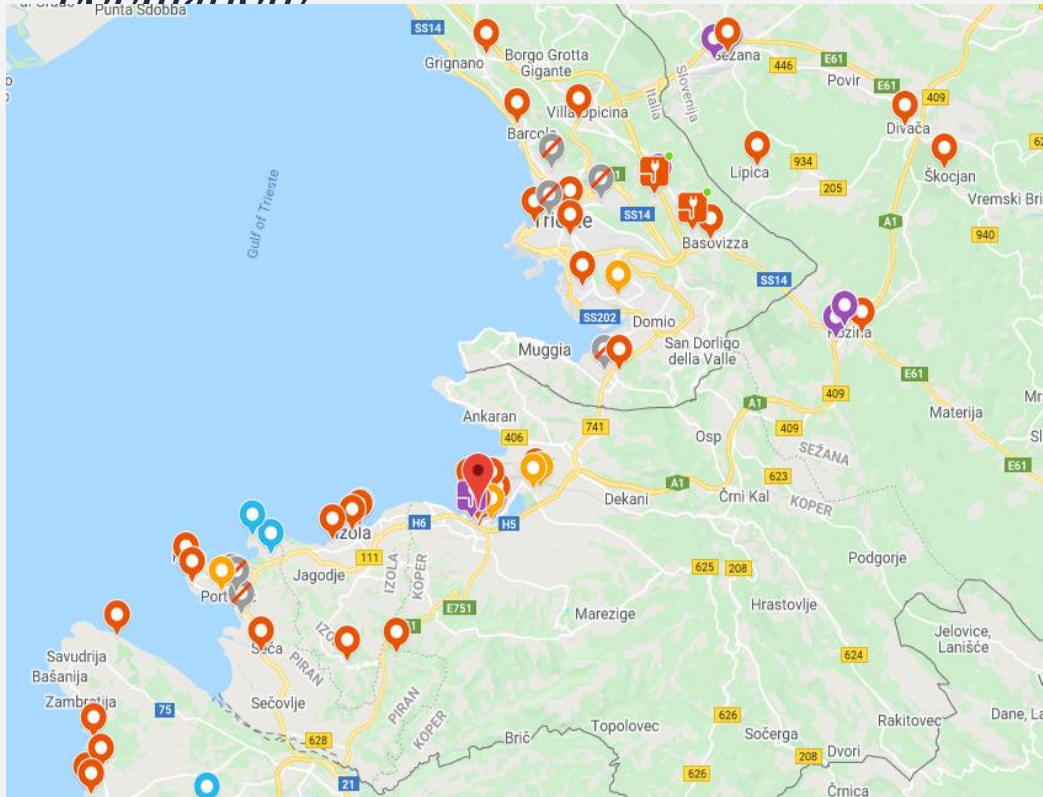 Punta Sdobba
SS14
Grignano
Borgo Grotta
Gigante
Sežana
446
E61
Povir
E61
409
Slovenija
Italia
Villa Opicina
Barcola
Divača
Lipica
934
Škocjan
205
Vremski Bri
Gulf of Trieste
SS14
A1
Trieste
940
Basovizza
SS14
SS202
Domio
Kozina
Muggia
San Dorligo
della Valle
E61
409
Materija
Ankaran
A1
741
409
406
Osp
SEŽANA
E61
623
A1
Dekani
Črni Kal
KOPER
Izola
H6
H5
111
Podgorje
Jagodje
IZOLA
KOPER
625
208
Hrastovlje
E751
Marezige
Jelovice,
Lanišće
Seča
624
Savudrija
PIRAN
Bašanija
Zambratija
75
Sečovlje
PIRAN
KOPER
626
Rakitovec
Dane, La
Topolovec
Sočerga
628
Brič
208
Dvori
21
626
Črnica